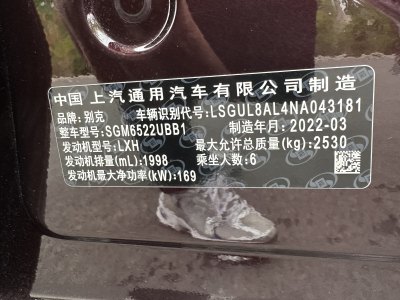 中国 上汽通用汽车有限公司制造
品牌:别克 车辆识别代号:LSGUL8AL4NA043181
整车型号:SGM6522UBB1 制造年月:2022-03
发动机型号:LXH 最大允许总质量(kg):2530
发动机排量(mL):1998 乘坐人数:6
发动机最大净功率(kW):169